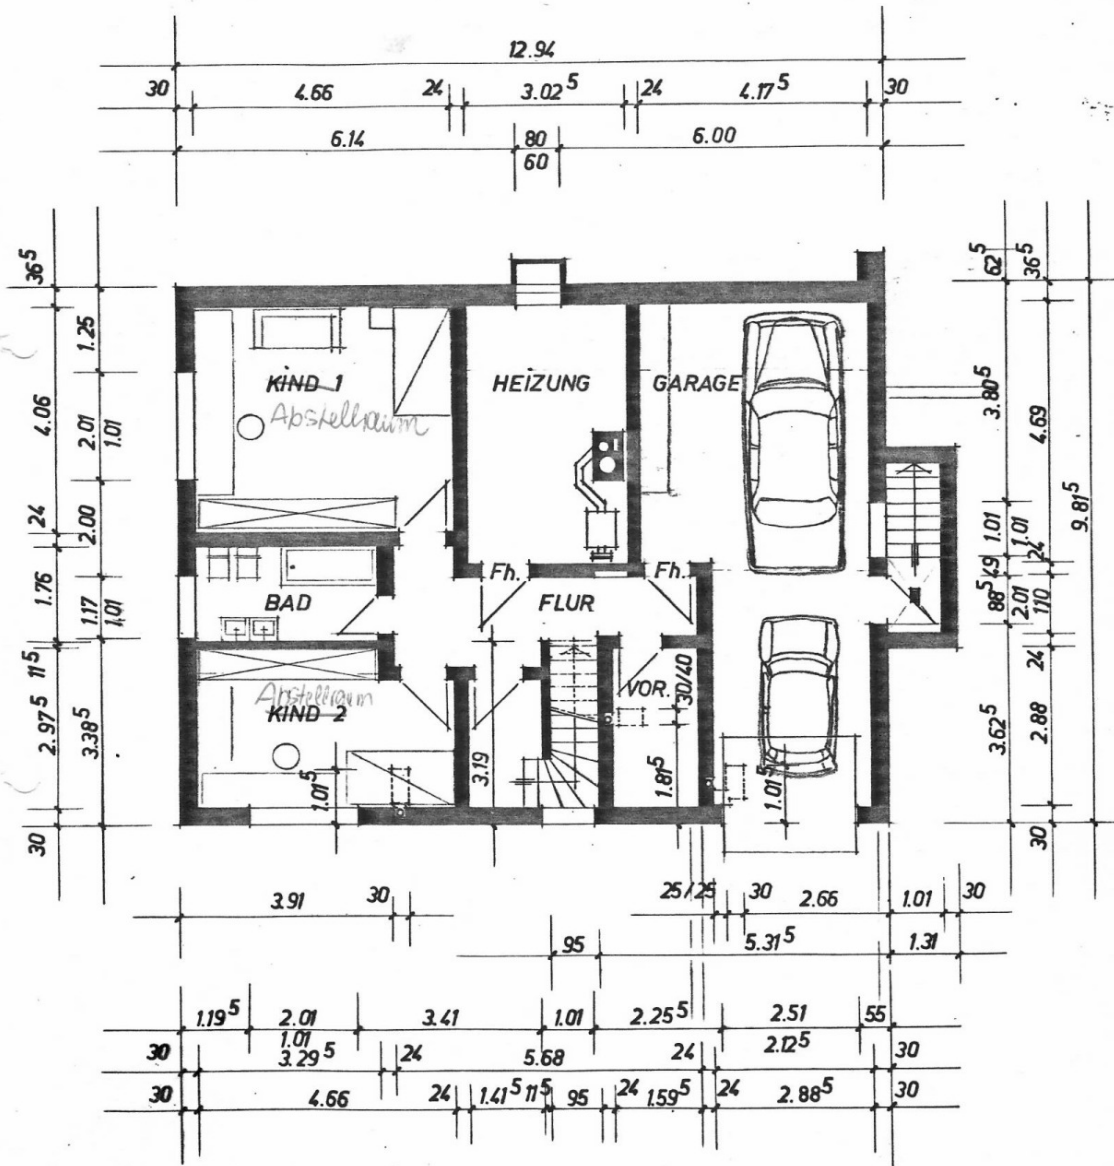 12.94
30 4.66 24 3.02⁵ 24 4.17⁵ 30
6.14 80 6.00
60
36⁵
1.25
4.06
2.01
1.01
24
2.00
1.76
1.17
1.01
11⁵
2.97⁵
3.38⁵
30
62⁵
36⁵
3.80⁵
4.69
9.81⁵
1.01
1.01
24
49
88⁵
2.01
110
24
3.62⁵
2.88
30
KIND 1
Abstellraum
HEIZUNG
GARAGE
Fh.
Fh.
BAD
FLUR
VOR.
30/40
Abstellraum
KIND 2
3.19
1.01⁵
1.81⁵
1.01⁵
3.91 30 25/25 30 2.66 1.01 30
95 5.31⁵ 1.31
1.19⁵ 2.01 3.41 1.01 2.25⁵ 2.51 55
1.01
30 3.29⁵ 24 5.68 24 2.12⁵ 30
30 4.66 24 1.41⁵ 11⁵ 95 24 1.59⁵ 24 2.88⁵ 30